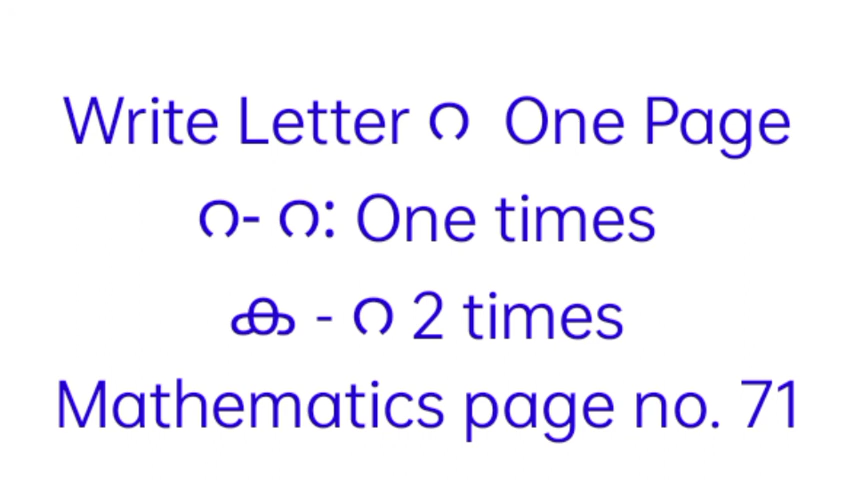 Write Letter റ One Page
റ- റ: One times
ക - റ 2 times
Mathematics page no. 71